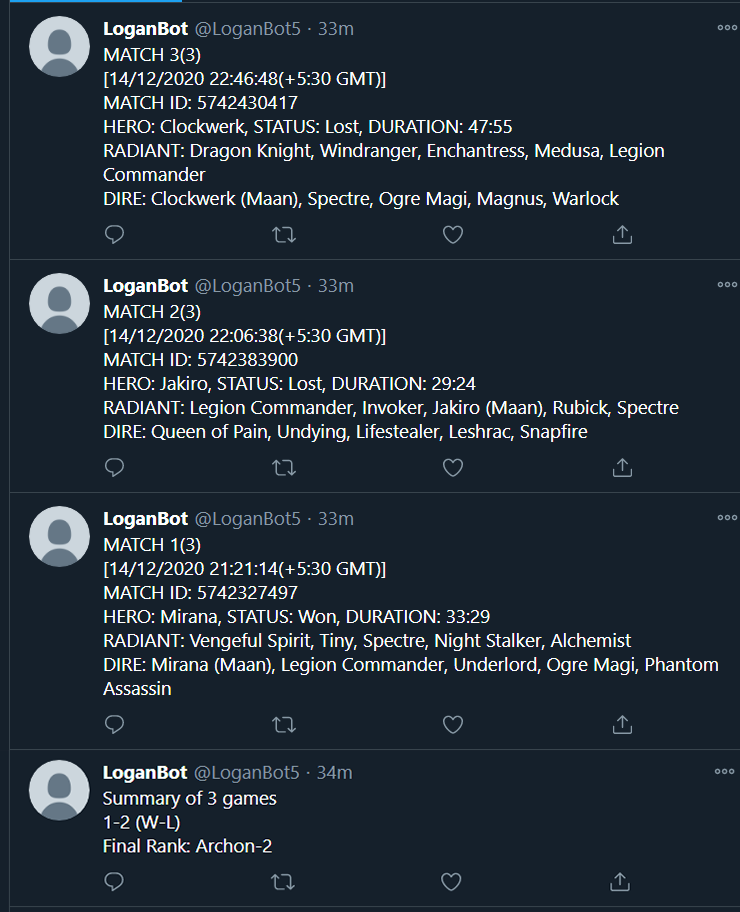 LoganBot @LoganBot5 · 33m
MATCH 3(3)
[14/12/2020 22:46:48(+5:30 GMT)]
MATCH ID: 5742430417
HERO: Clockwerk, STATUS: Lost, DURATION: 47:55
RADIANT: Dragon Knight, Windranger, Enchantress, Medusa, Legion
Commander
DIRE: Clockwerk (Maan), Spectre, Ogre Magi, Magnus, Warlock
LoganBot @LoganBot5 · 33m
MATCH 2(3)
[14/12/2020 22:06:38(+5:30 GMT)]
MATCH ID: 5742383900
HERO: Jakiro, STATUS: Lost, DURATION: 29:24
RADIANT: Legion Commander, Invoker, Jakiro (Maan), Rubick, Spectre
DIRE: Queen of Pain, Undying, Lifestealer, Leshrac, Snapfire
LoganBot @LoganBot5 · 33m
MATCH 1(3)
[14/12/2020 21:21:14(+5:30 GMT)]
MATCH ID: 5742327497
HERO: Mirana, STATUS: Won, DURATION: 33:29
RADIANT: Vengeful Spirit, Tiny, Spectre, Night Stalker, Alchemist
DIRE: Mirana (Maan), Legion Commander, Underlord, Ogre Magi, Phantom
Assassin
LoganBot @LoganBot5 · 34m
Summary of 3 games
1-2 (W-L)
Final Rank: Archon-2